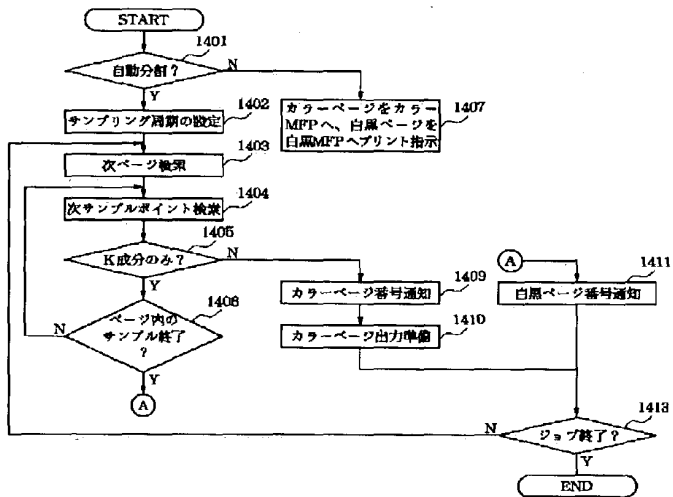 START
1401
自動分割?
N
Y
1402
サンプリング周期の設定
1403
次ページ検索
1404
次サンプルポイント検索
1405
K成分のみ?
N
Y
1408
ページ内の
サンプル終了
?
N
Y
A
カラーページをカラー
MFPへ、白黒ページを
白黒MFPへプリント指示
1407
1409
カラーページ番号通知
1410
カラーページ出力準備
A
1411
白黒ページ番号通知
1413
ジョブ終了?
N
Y
END